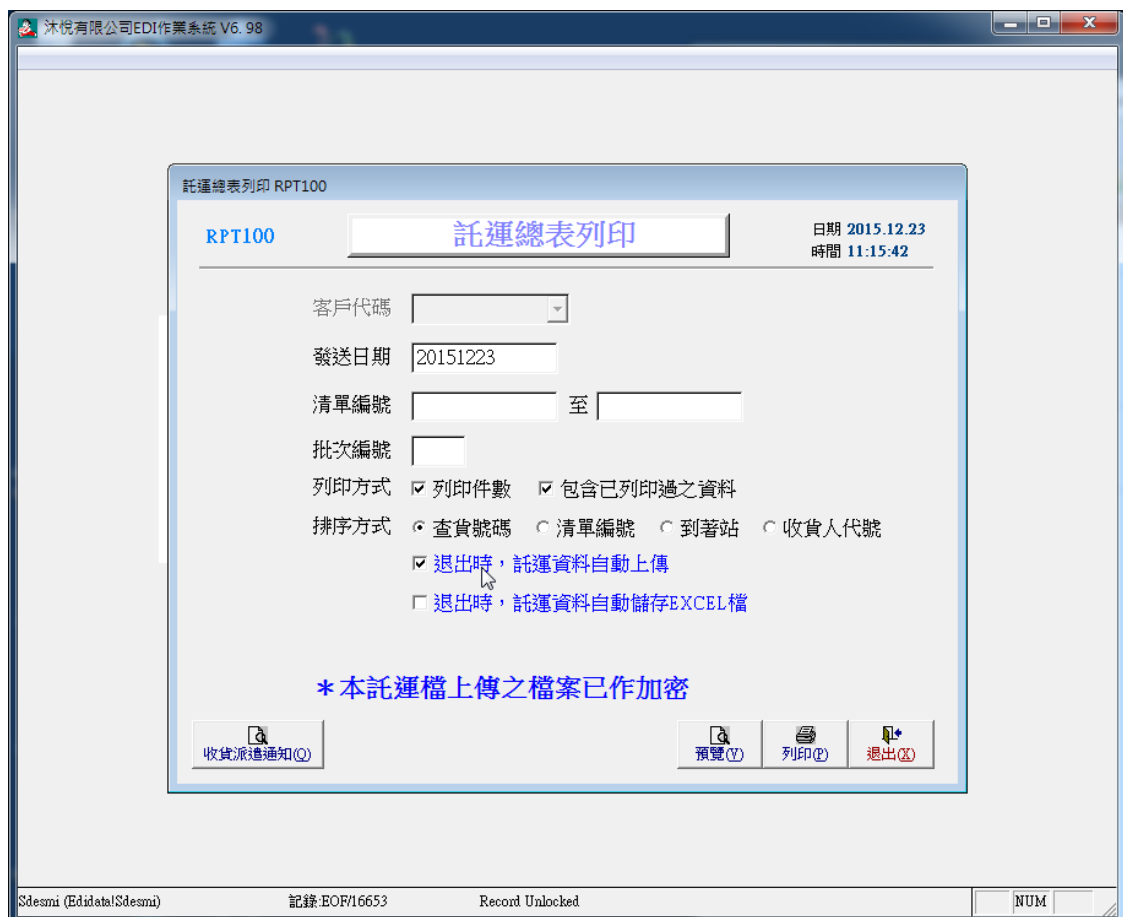 沐悅有限公司EDI作業系統 V6. 98
託運總表列印 RPT100
RPT100
託運總表列印
日期 2015.12.23
時間 11:15:42
客戶代碼
發送日期 20151223
清單編號 至
批次編號
列印方式 列印件數 包含已列印過之資料
排序方式 查貨號碼 清單編號 到著站 收貨人代號
退出時，託運資料自動上傳
退出時，託運資料自動儲存EXCEL檔
＊本託運檔上傳之檔案已作加密
收貨派遣通知(Q) 預覽(V) 列印(P) 退出(X)
Sdesmi (Edidata!Sdesmi) 記錄:EOF/16653 Record Unlocked NUM